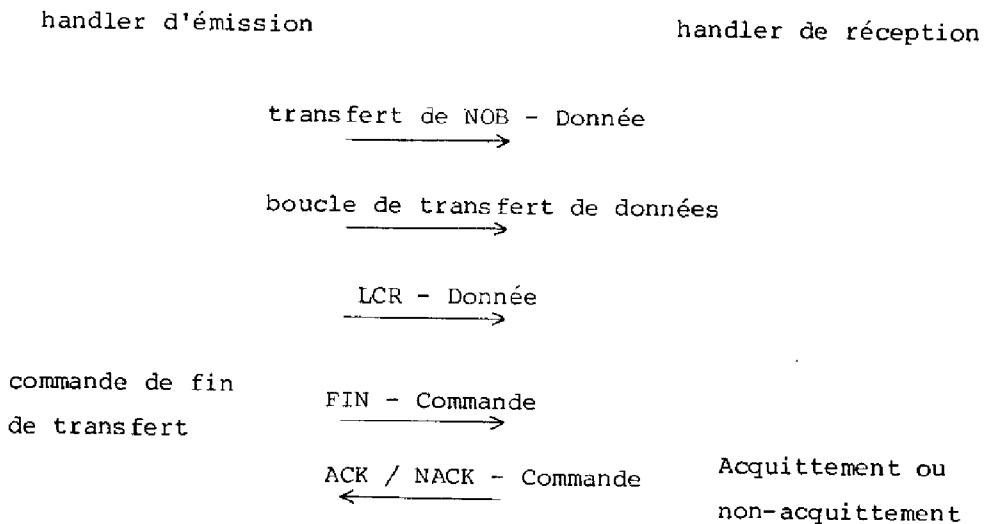 handler d'émission
handler de réception
transfert de NOB - Donnée
boucle de transfert de données
LCR - Donnée
commande de fin
de transfert
FIN - Commande
ACK / NACK - Commande
Acquittement ou
non-acquittement